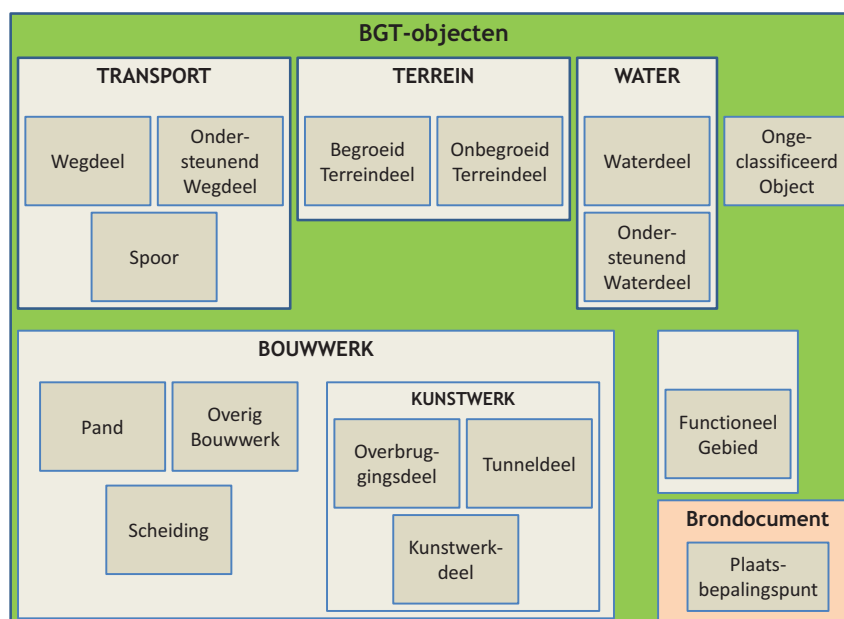 BGT-objecten
TRANSPORT
Wegdeel
Onder-
steunend
Wegdeel
Spoor
TERREIN
Begroeid
Terreindeel
Onbegroeid
Terreindeel
WATER
Waterdeel
Onder-
steunend
Waterdeel
Onge-
classificeerd
Object
BOUWWERK
Pand
Overig
Bouwwerk
Scheiding
KUNSTWERK
Overbrug-
gingsdeel
Tunneldeel
Kunstwerk-
deel
Functioneel
Gebied
Brondocument
Plaats-
bepalingspunt